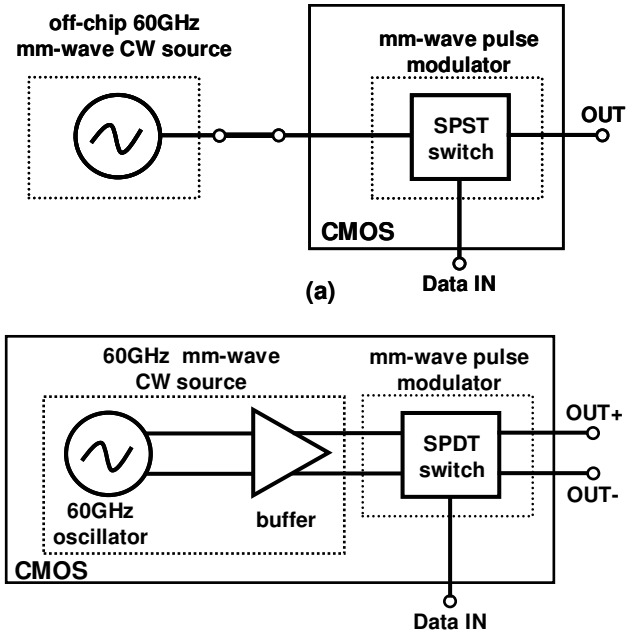 off-chip 60GHz
mm-wave CW source
mm-wave pulse
modulator
SPST
switch
OUT
CMOS
Data IN
(a)
60GHz mm-wave
CW source
mm-wave pulse
modulator
SPDT
switch
OUT+
OUT-
60GHz
oscillator
buffer
CMOS
Data IN